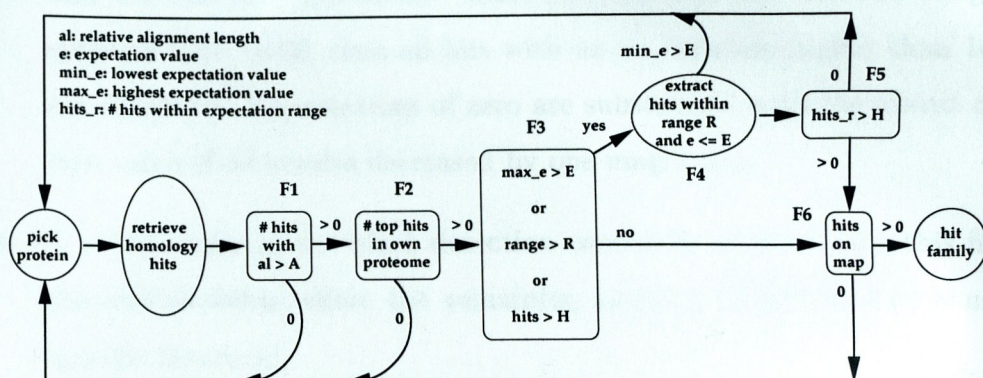 al: relative alignment length
e: expectation value
min_e: lowest expectation value
max_e: highest expectation value
hits_r: # hits within expectation range
min_e > E
extract
hits within
range R
and e <= E
F4
0
F5
hits_r > H
> 0
F3
yes
max_e > E
or
range > R
or
hits > H
no
pick
protein
retrieve
homology
hits
F1
# hits
with
al > A
> 0
0
F2
# top hits
in own
proteome
> 0
0
F6
hits
on
map
> 0
0
hit
family